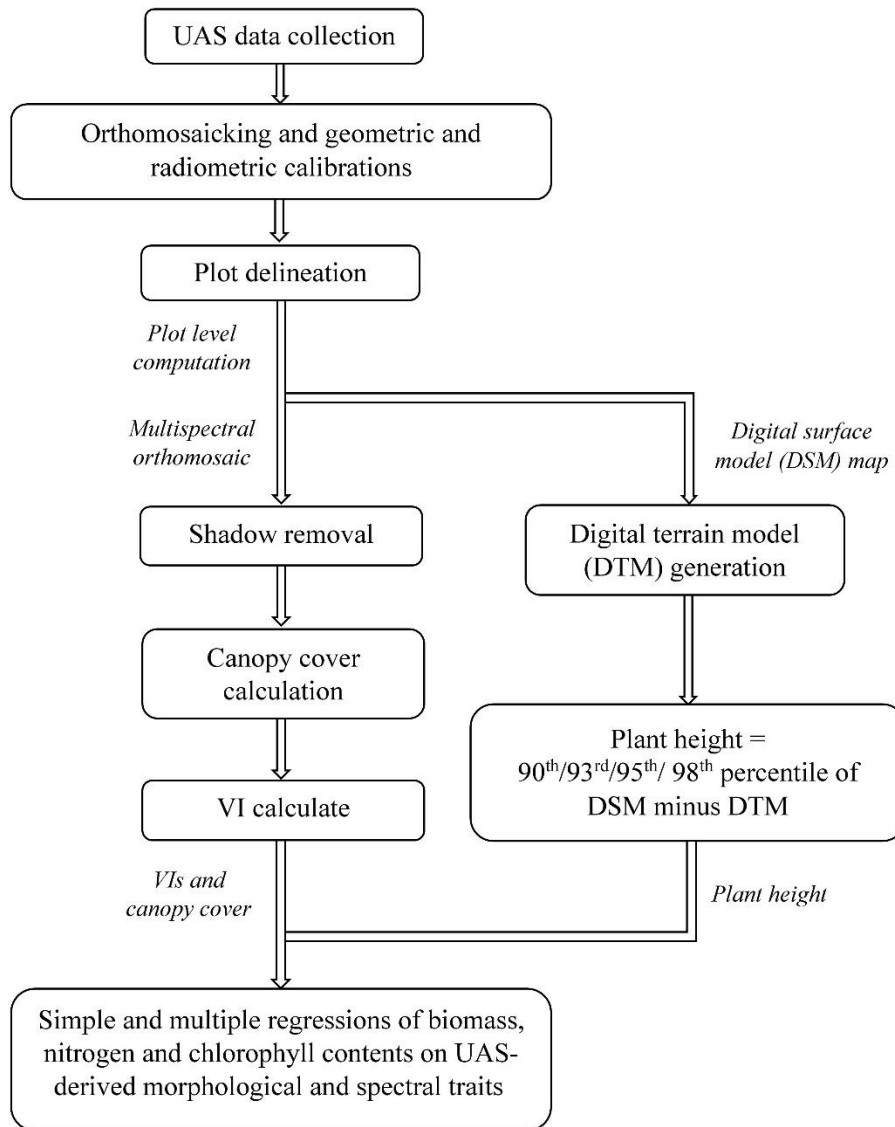 UAS data collection
Orthomosaicking and geometric and
radiometric calibrations
Plot delineation
Plot level
computation
Multispectral
orthomosaic
Digital surface
model (DSM) map
Shadow removal
Digital terrain model
(DTM) generation
Canopy cover
calculation
Plant height =
90th/93rd/95th/ 98th percentile of
DSM minus DTM
VI calculate
VIs and
canopy cover
Plant height
Simple and multiple regressions of biomass,
nitrogen and chlorophyll contents on UAS-
derived morphological and spectral traits